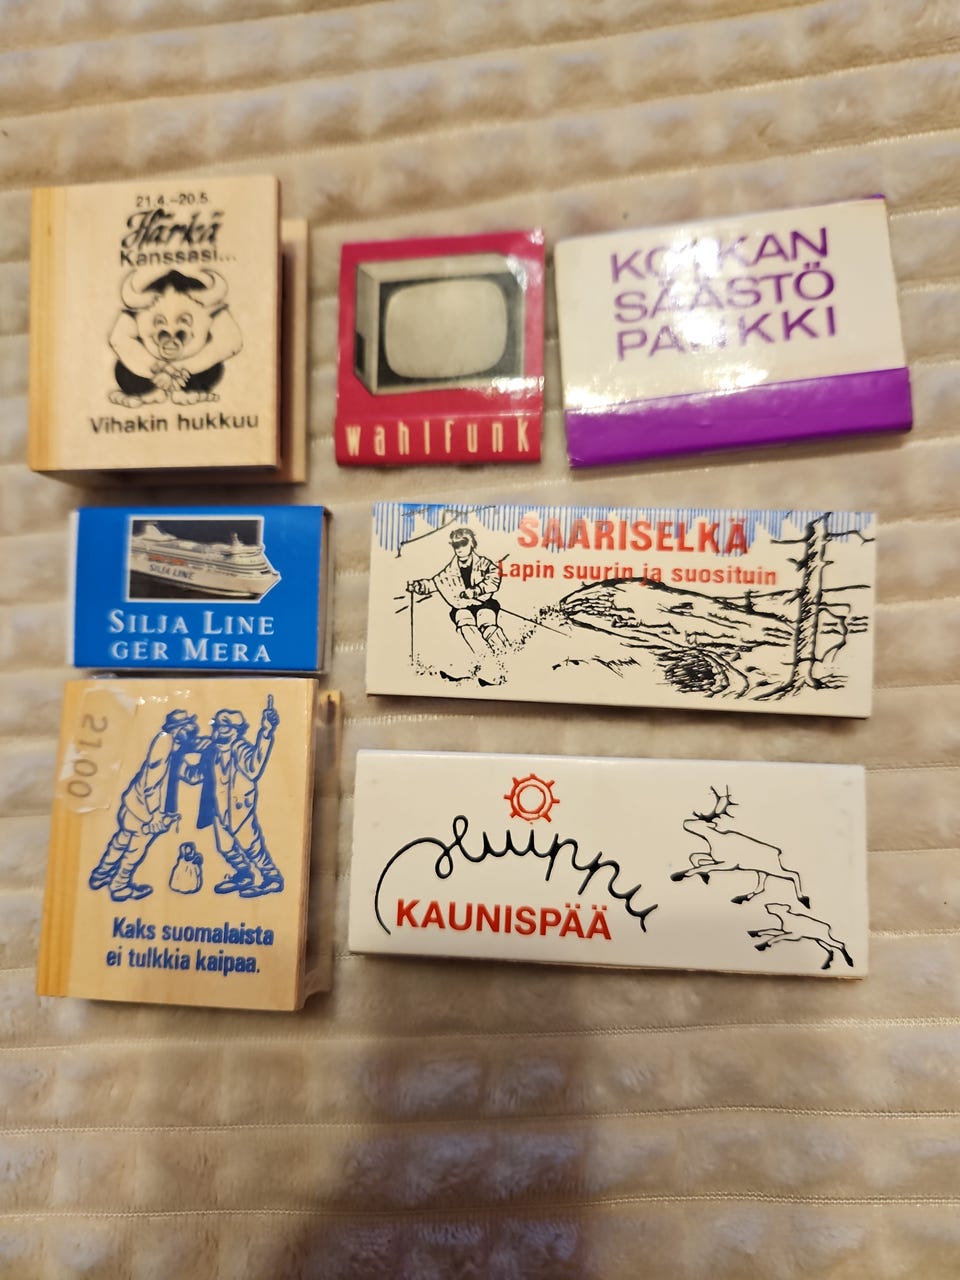 21.4.–20.5.
Härkä
Kanssasi...
Vihakin hukkuu
wahlfunk
KOTKAN
SÄÄSTÖ
PANKKI
SILJA LINE
SILJA LINE
GER MERA
SAARISELKÄ
Lapin suurin ja suosituin
21.00
Kaks suomalaista
ei tulkkia kaipaa.
Huippu
KAUNISPÄÄ